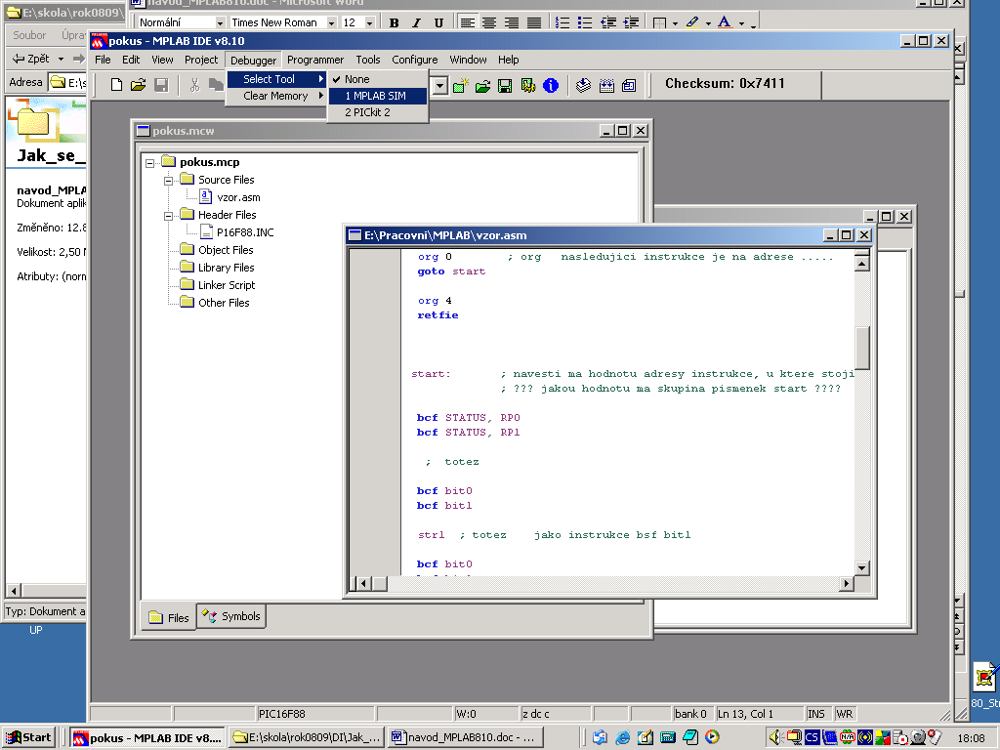 E:\skola\rok0809\
navod_MPLAB810.doc - Microsoft Word
Soubor Úpra
Normální Times New Roman 12 B I U
Zpět
Adresa E:\s
pokus - MPLAB IDE v8.10
File Edit View Project Debugger Programmer Tools Configure Window Help
Select Tool
Clear Memory
None
1 MPLAB SIM
2 PICkit 2
Checksum: 0x7411
Jak_se_
navod_MPLA
Dokument aplik
Změněno: 12.8
Velikost: 2,50 M
Atributy: (norm
pokus.mcw
pokus.mcp
Source Files
vzor.asm
Header Files
P16F88.INC
Object Files
Library Files
Linker Script
Other Files
E:\Pracovni\MPLAB\vzor.asm
org 0 ; org nasledujici instrukce je na adrese .....
goto start
org 4
retfie
start: ; navesti ma hodnotu adresy instrukce, u ktere stoji
; ??? jakou hodnotu ma skupina pismenek start ????
bcf STATUS, RP0
bcf STATUS, RP1
; totez
bcf bit0
bcf bit1
str1 ; totez jako instrukce bsf bit1
bcf bit0
Files Symbols
Typ: Dokument a
UP
80_Str
PIC16F88 W:0 z dc c bank 0 Ln 13, Col 1 INS WR
Start pokus - MPLAB IDE v8.... E:\skola\rok0809\DI\Jak_... navod_MPLAB810.doc - ... CS N/A 18:08